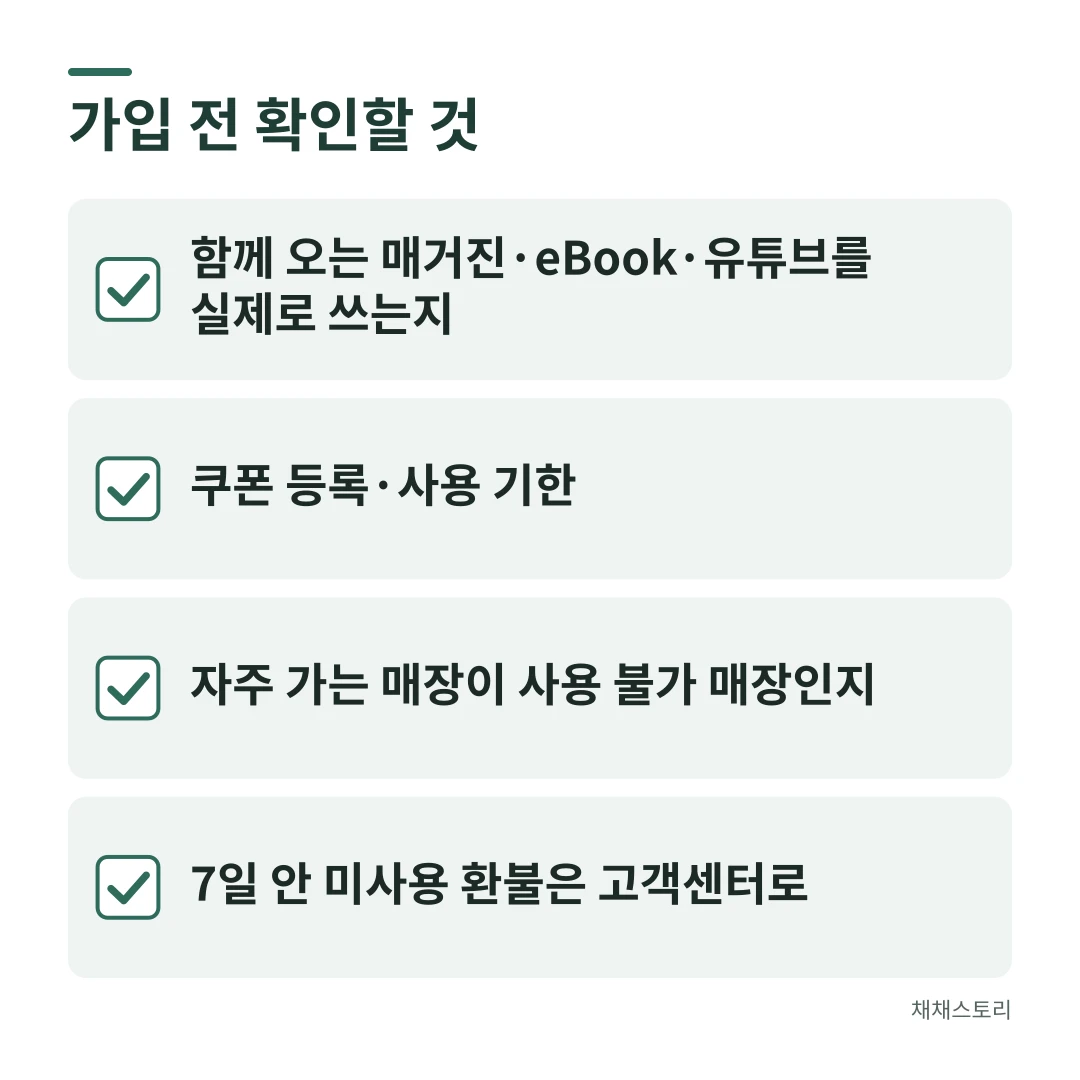 가입 전 확인할 것
함께 오는 매거진·eBook·유튜브를
실제로 쓰는지
쿠폰 등록·사용 기한
자주 가는 매장이 사용 불가 매장인지
7일 안 미사용 환불은 고객센터로
채채스토리